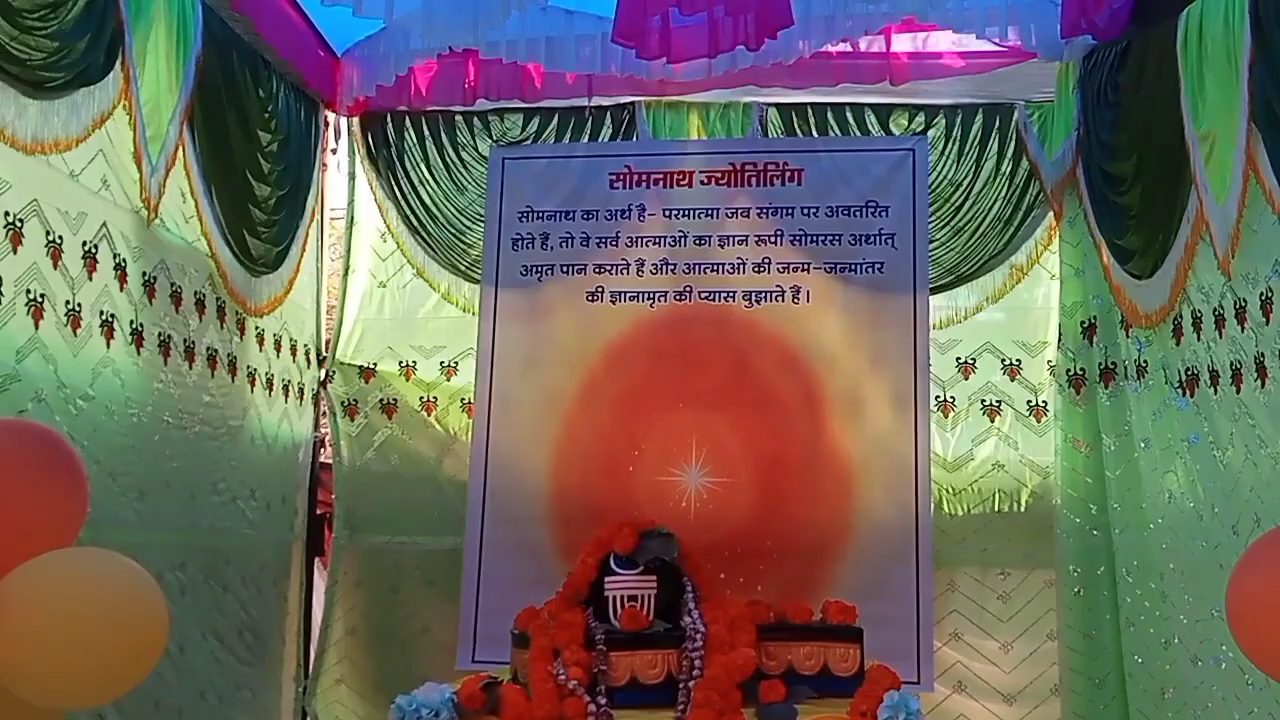 सोमनाथ ज्योतिर्लिंग
सोमनाथ का अर्थ है- परमात्मा जब संगम पर अवतरित
होते हैं, तो वे सर्व आत्माओं का ज्ञान रूपी सोमरस अर्थात्
अमृत पान कराते हैं और आत्माओं की जन्म-जन्मांतर
की ज्ञानामृत की प्यास बुझाते हैं।